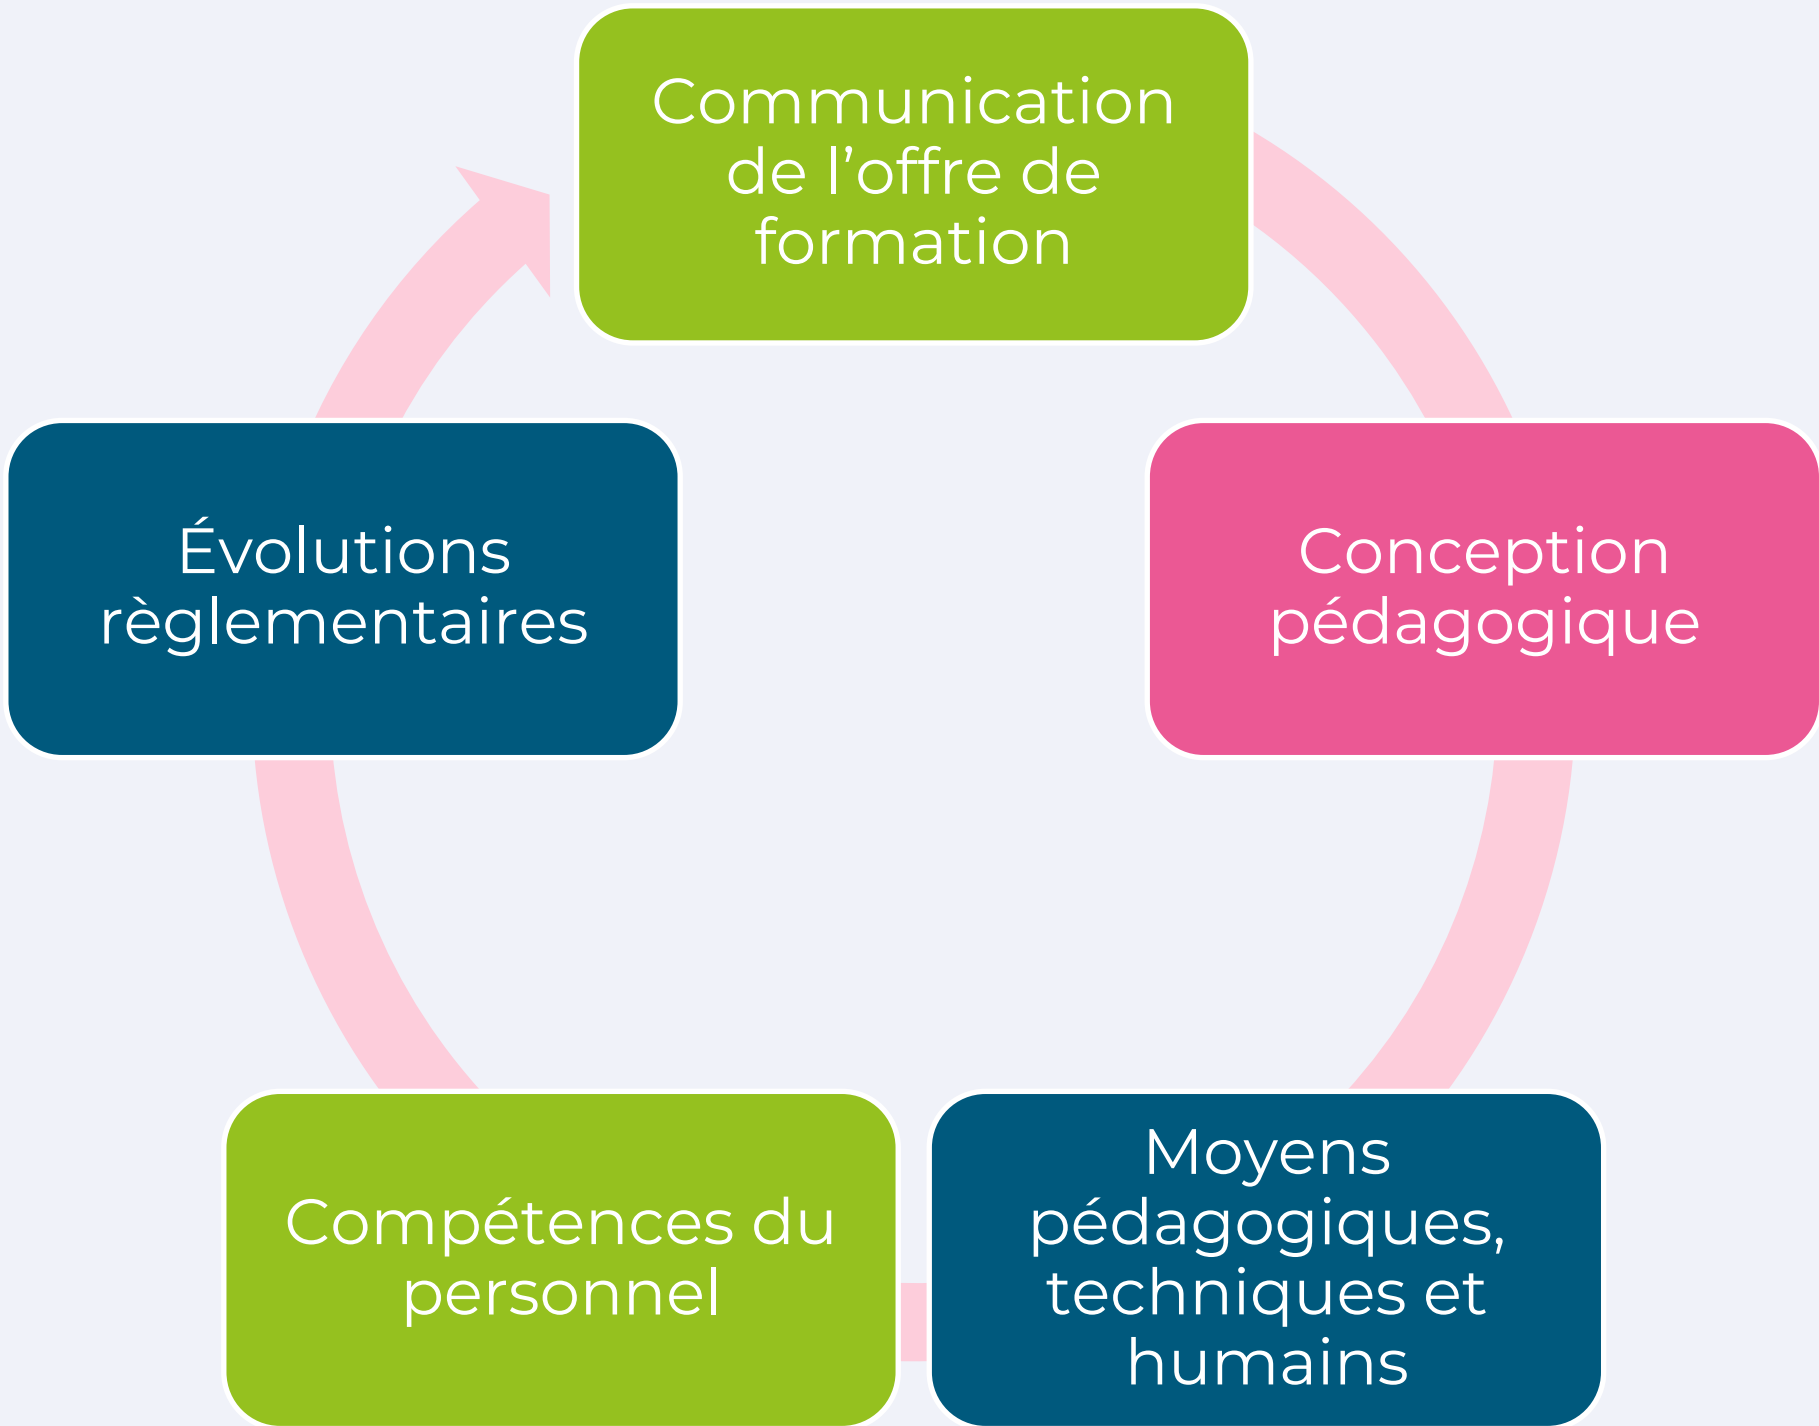 Communication
de l’offre de
formation
Conception
pédagogique
Moyens
pédagogiques,
techniques et
humains
Compétences du
personnel
Évolutions
règlementaires